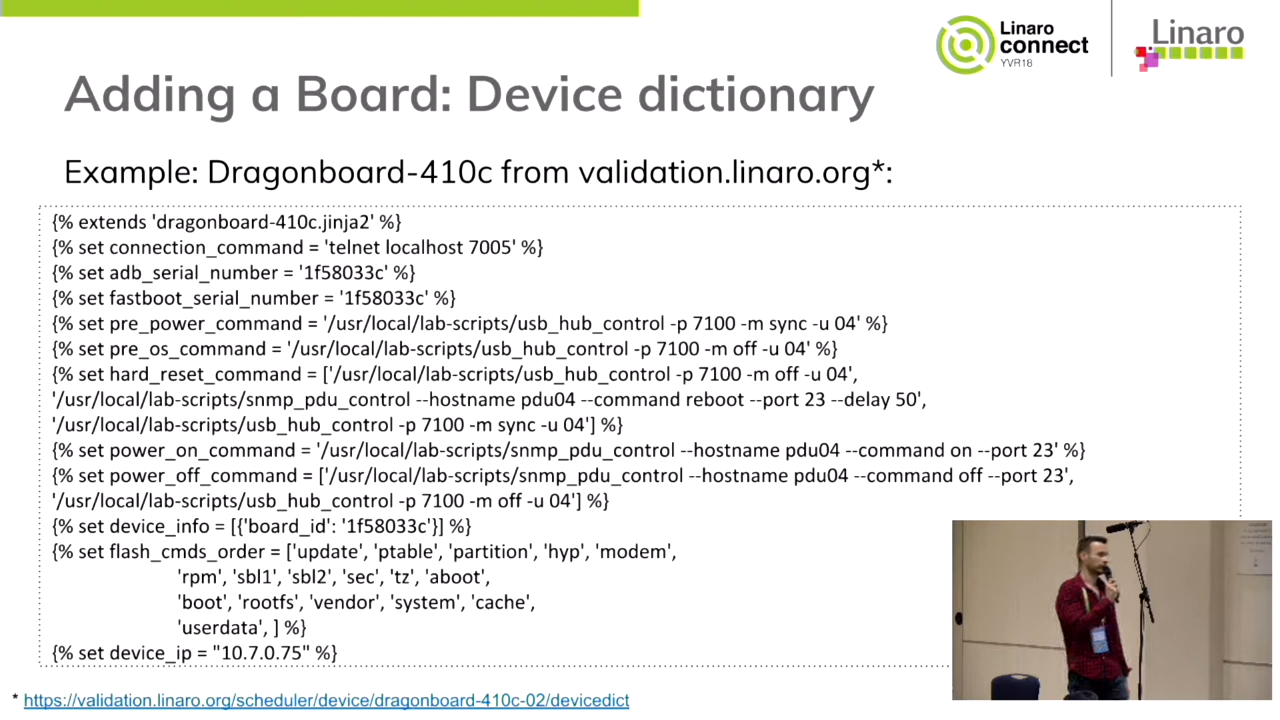 Linaro
connect
YVR18
Linaro
Adding a Board: Device dictionary
Example: Dragonboard-410c from validation.linaro.org*:
{% extends 'dragonboard-410c.jinja2' %}
{% set connection_command = 'telnet localhost 7005' %}
{% set adb_serial_number = '1f58033c' %}
{% set fastboot_serial_number = '1f58033c' %}
{% set pre_power_command = '/usr/local/lab-scripts/usb_hub_control -p 7100 -m sync -u 04' %}
{% set pre_os_command = '/usr/local/lab-scripts/usb_hub_control -p 7100 -m off -u 04' %}
{% set hard_reset_command = ['/usr/local/lab-scripts/usb_hub_control -p 7100 -m off -u 04',
'/usr/local/lab-scripts/snmp_pdu_control --hostname pdu04 --command reboot --port 23 --delay 50',
'/usr/local/lab-scripts/usb_hub_control -p 7100 -m sync -u 04'] %}
{% set power_on_command = '/usr/local/lab-scripts/snmp_pdu_control --hostname pdu04 --command on --port 23' %}
{% set power_off_command = ['/usr/local/lab-scripts/snmp_pdu_control --hostname pdu04 --command off --port 23',
'/usr/local/lab-scripts/usb_hub_control -p 7100 -m off -u 04'] %}
{% set device_info = [{'board_id': '1f58033c'}] %}
{% set flash_cmds_order = ['update', 'ptable', 'partition', 'hyp', 'modem',
'rpm', 'sbl1', 'sbl2', 'sec', 'tz', 'aboot',
'boot', 'rootfs', 'vendor', 'system', 'cache',
'userdata', ] %}
{% set device_ip = "10.7.0.75" %}
* https://validation.linaro.org/scheduler/device/dragonboard-410c-02/devicedict